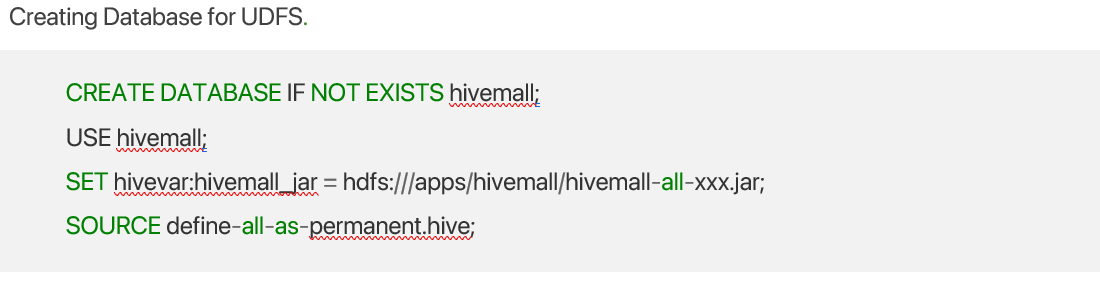 Creating Database for UDFS.
CREATE DATABASE IF NOT EXISTS hivemall;
USE hivemall;
SET hivevar:hivemall_jar = hdfs:///apps/hivemall/hivemall-all-xxx.jar;
SOURCE define-all-as-permanent.hive;